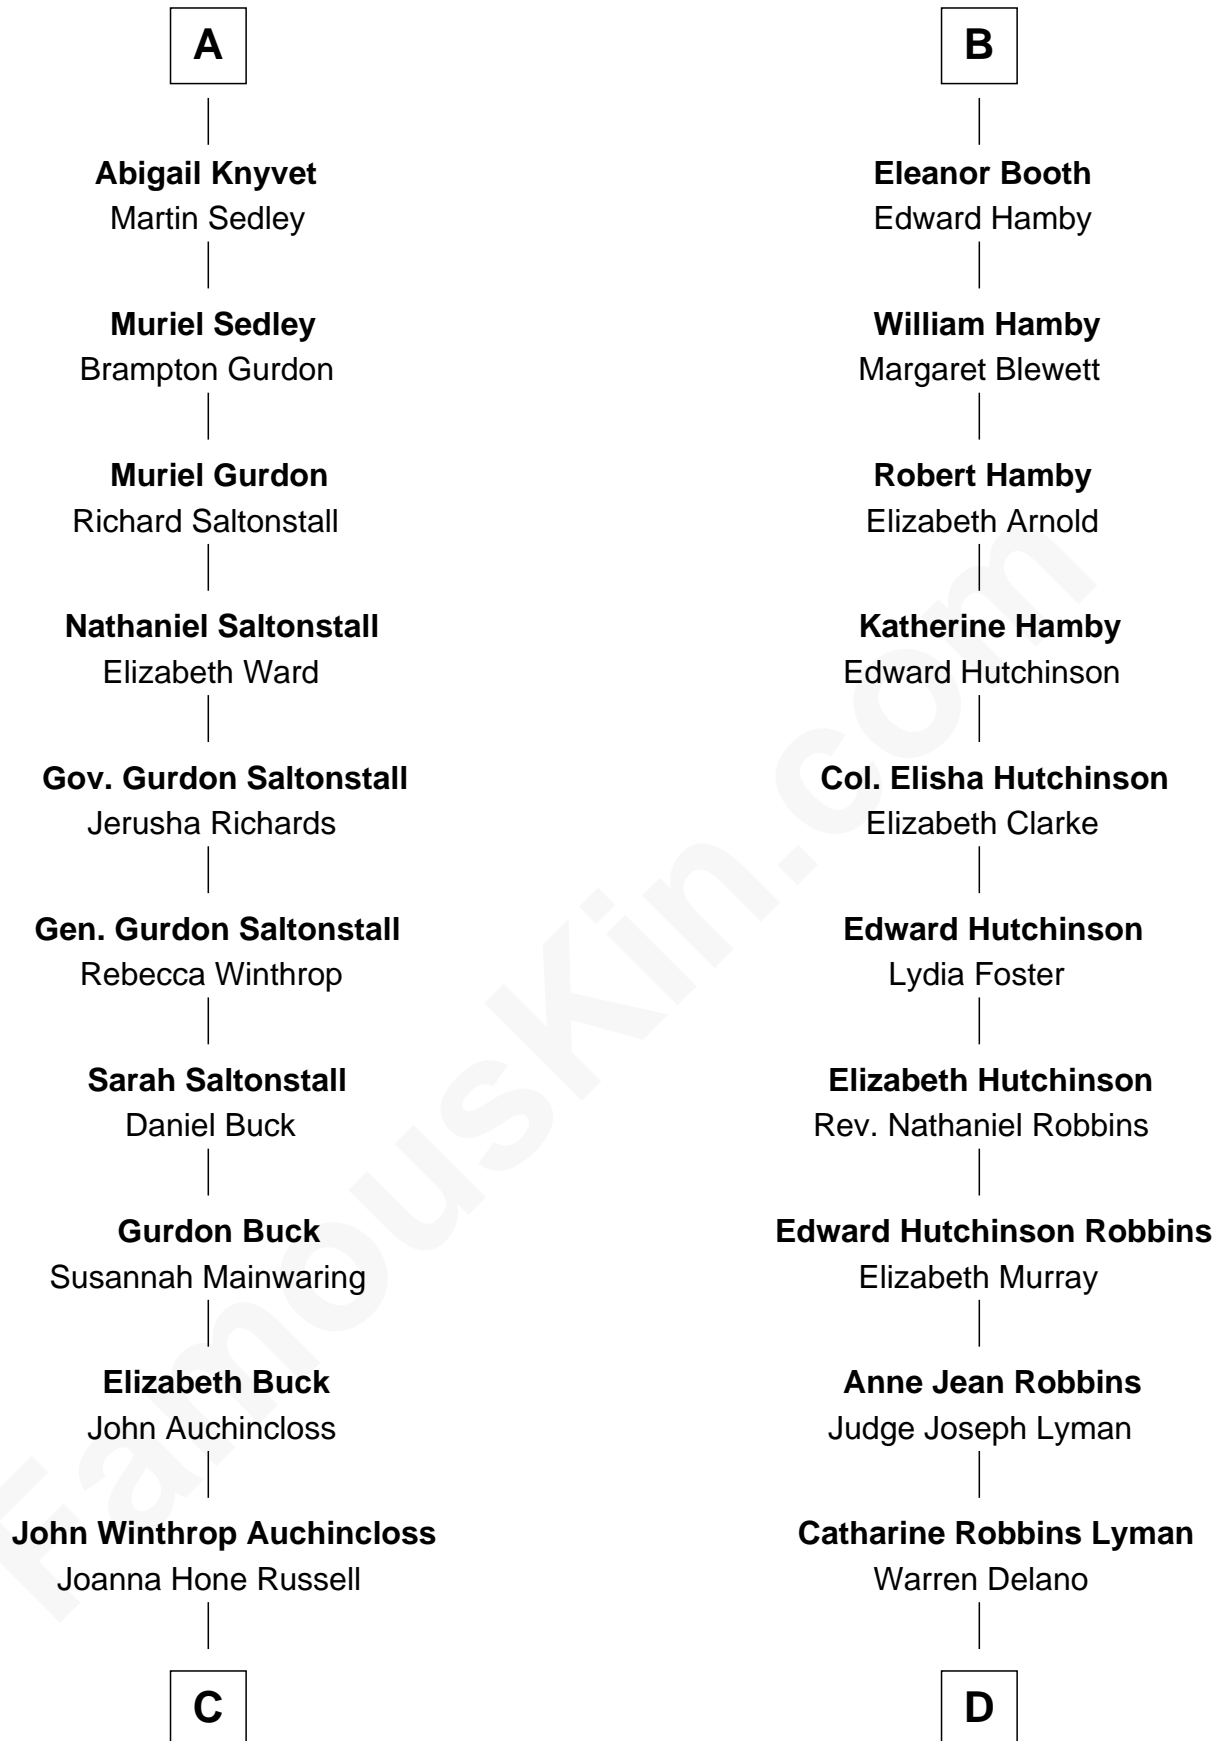 A
Abigail Knyvet
Martin Sedley
Muriel Sedley
Brampton Gurdon
Muriel Gurdon
Richard Saltonstall
Nathaniel Saltonstall
Elizabeth Ward
Gov. Gurdon Saltonstall
Jerusha Richards
Gen. Gurdon Saltonstall
Rebecca Winthrop
Sarah Saltonstall
Daniel Buck
Gurdon Buck
Susannah Mainwaring
Elizabeth Buck
John Auchincloss
John Winthrop Auchincloss
Joanna Hone Russell
C
B
Eleanor Booth
Edward Hamby
William Hamby
Margaret Blewett
Robert Hamby
Elizabeth Arnold
Katherine Hamby
Edward Hutchinson
Col. Elisha Hutchinson
Elizabeth Clarke
Edward Hutchinson
Lydia Foster
Elizabeth Hutchinson
Rev. Nathaniel Robbins
Edward Hutchinson Robbins
Elizabeth Murray
Anne Jean Robbins
Judge Joseph Lyman
Catharine Robbins Lyman
Warren Delano
D
FamousKin.com